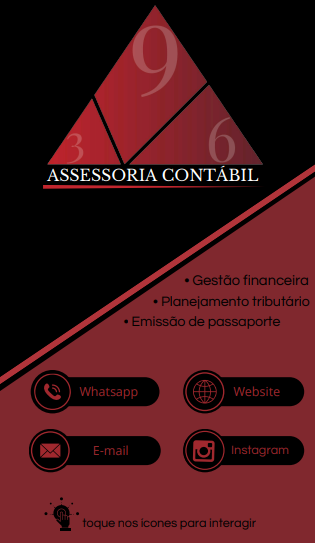 9
3
6
ASSESSORIA CONTÁBIL
• Gestão financeira
• Planejamento tributário
• Emissão de passaporte
Whatsapp
Website
E-mail
Instagram
toque nos icones para interagir